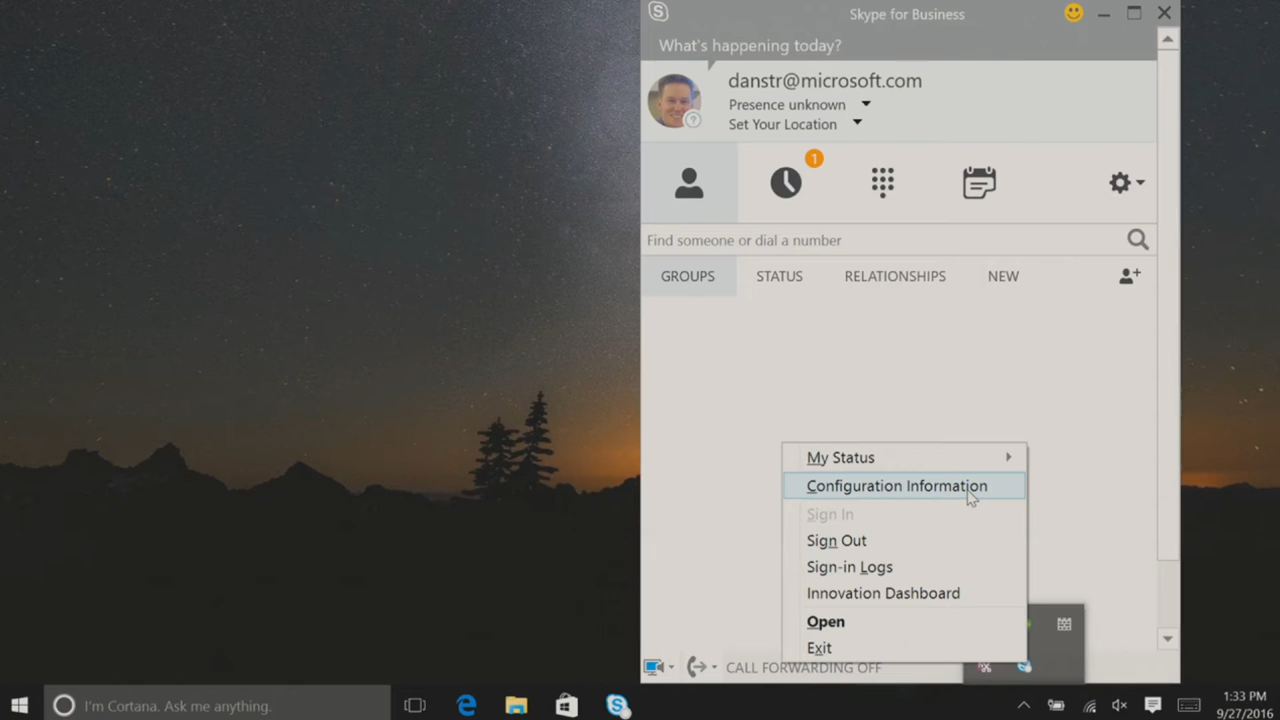 Skype for Business
What's happening today?
danstr@microsoft.com
Presence unknown
Set Your Location
1
Find someone or dial a number
GROUPS
STATUS
RELATIONSHIPS
NEW
My Status
Configuration Information
Sign In
Sign Out
Sign-in Logs
Innovation Dashboard
Open
Exit
CALL FORWARDING OFF
I'm Cortana. Ask me anything.
1:33 PM
9/27/2016